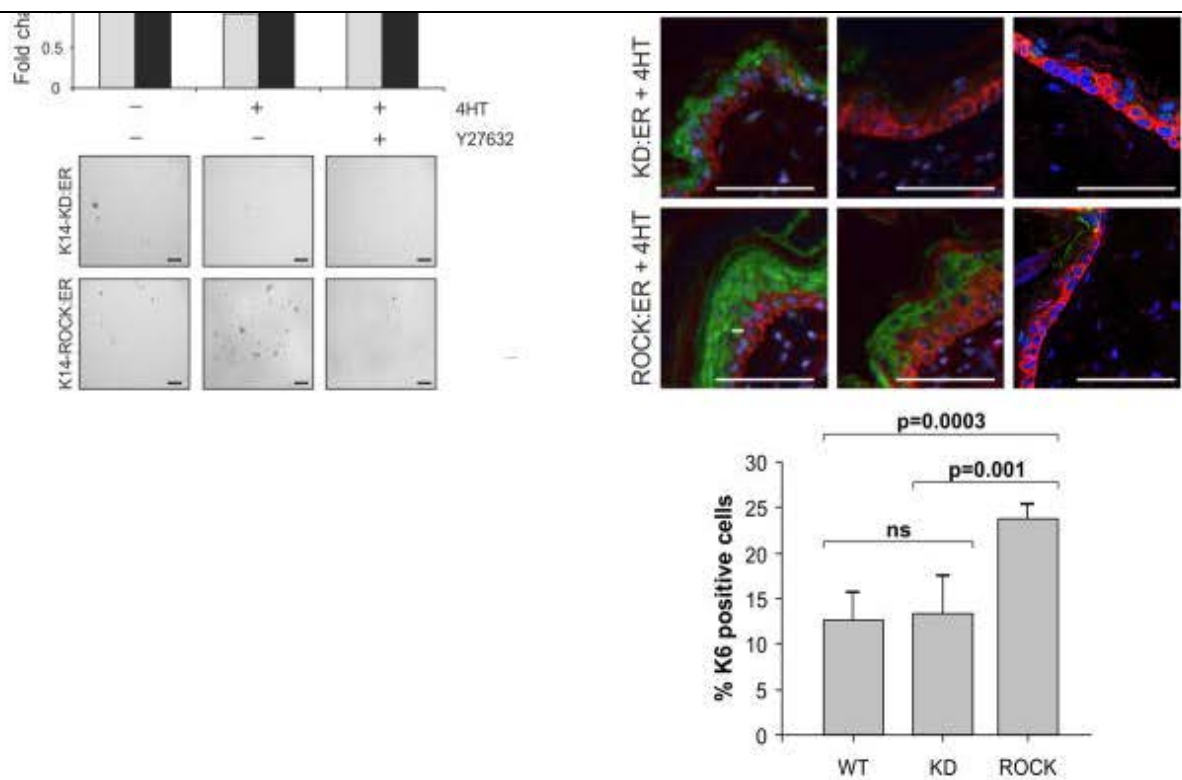 Fold cha
0.5
0
− + + 4HT
− − + Y27632
K14-KD:ER
K14-ROCK:ER
KD:ER + 4HT
ROCK:ER + 4HT
p=0.0003
p=0.001
ns
% K6 positive cells
30
25
20
15
10
5
0
WT KD ROCK